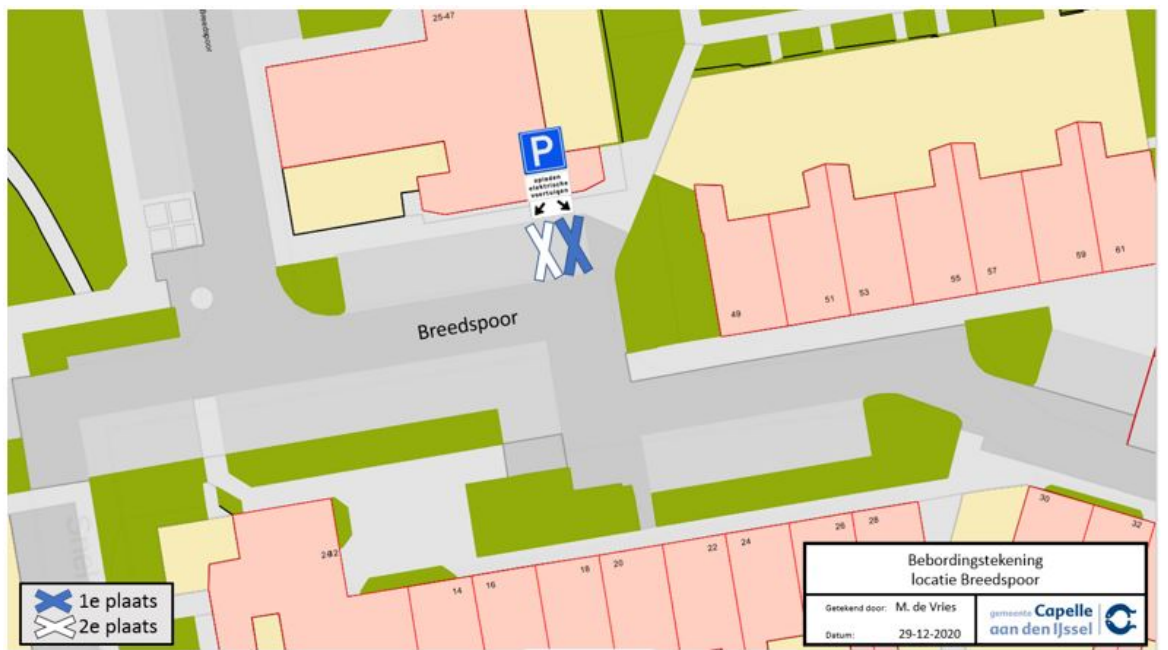 Breedspoor
25-47
P
opladen
elektrische
voertuigen
Breedspoor
49
51
53
55
57
59
61
14
16
18
20
22
24
26
28
30
32
1e plaats
2e plaats
Bebordingstekening
locatie Breedspoor
Getekend door: M. de Vries
Datum: 29-12-2020
gemeente Capelle
aan den IJssel